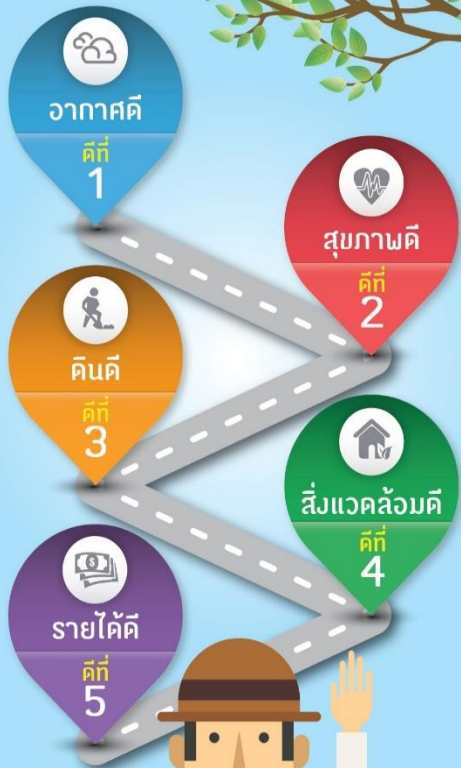 อากาศดี
ดีที่
1
สุขภาพดี
ดีที่
2
ดินดี
ดีที่
3
สิ่งแวดล้อมดี
ดีที่
4
รายได้ดี
ดีที่
5